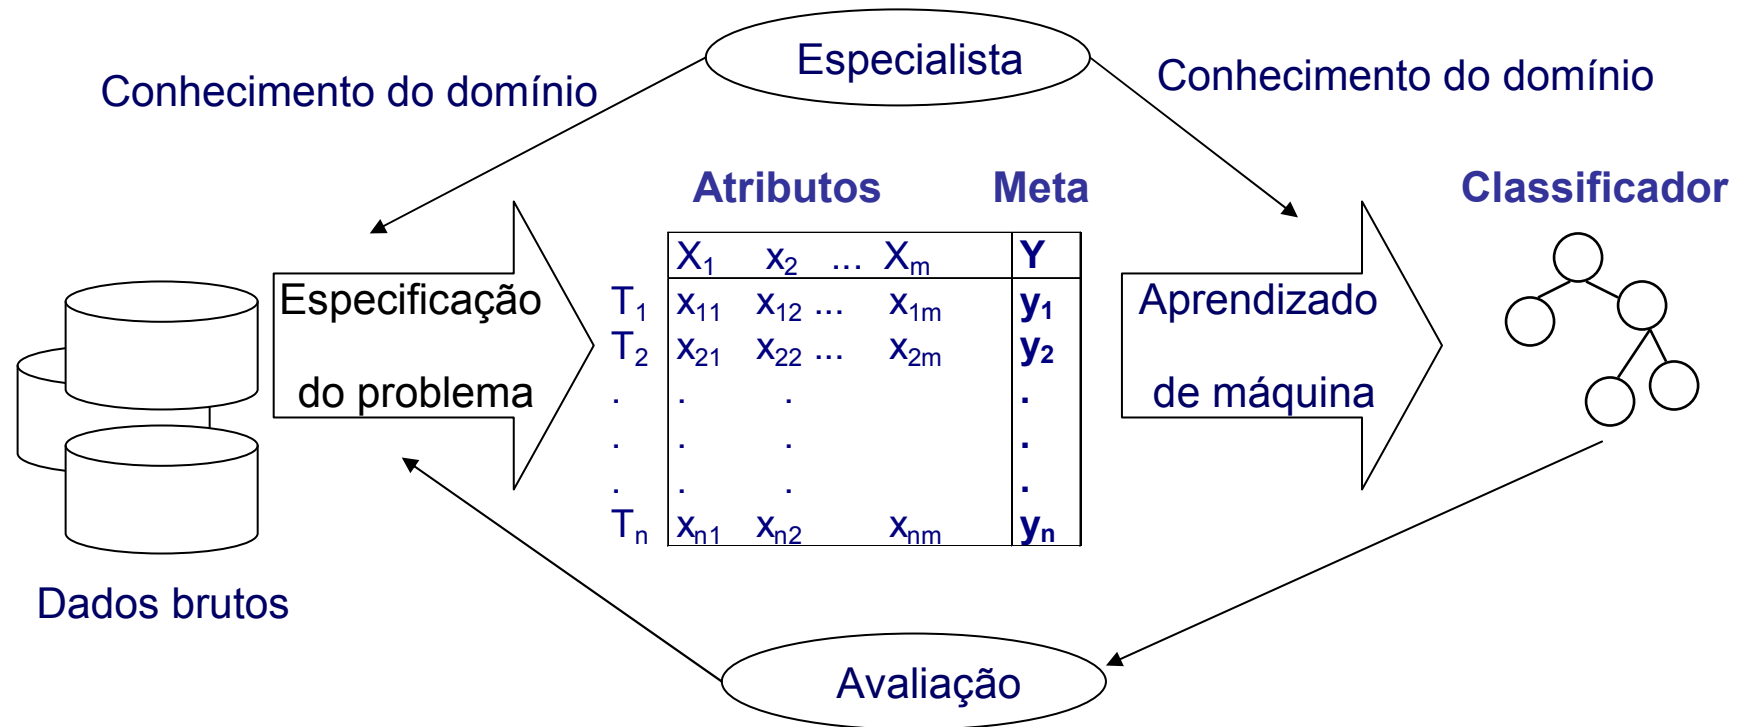 Especialista
Conhecimento do domínio
Conhecimento do domínio
Atributos Meta
Classificador
X₁ x₂ ... Xₘ Y
T₁ x₁₁ x₁₂ ... x₁ₘ y₁
T₂ x₂₁ x₂₂ ... x₂ₘ y₂
. . . .
. . . .
. . . .
Tₙ xₙ₁ xₙ₂ xₙₘ yₙ
Especificação
do problema
Aprendizado
de máquina
Dados brutos
Avaliação